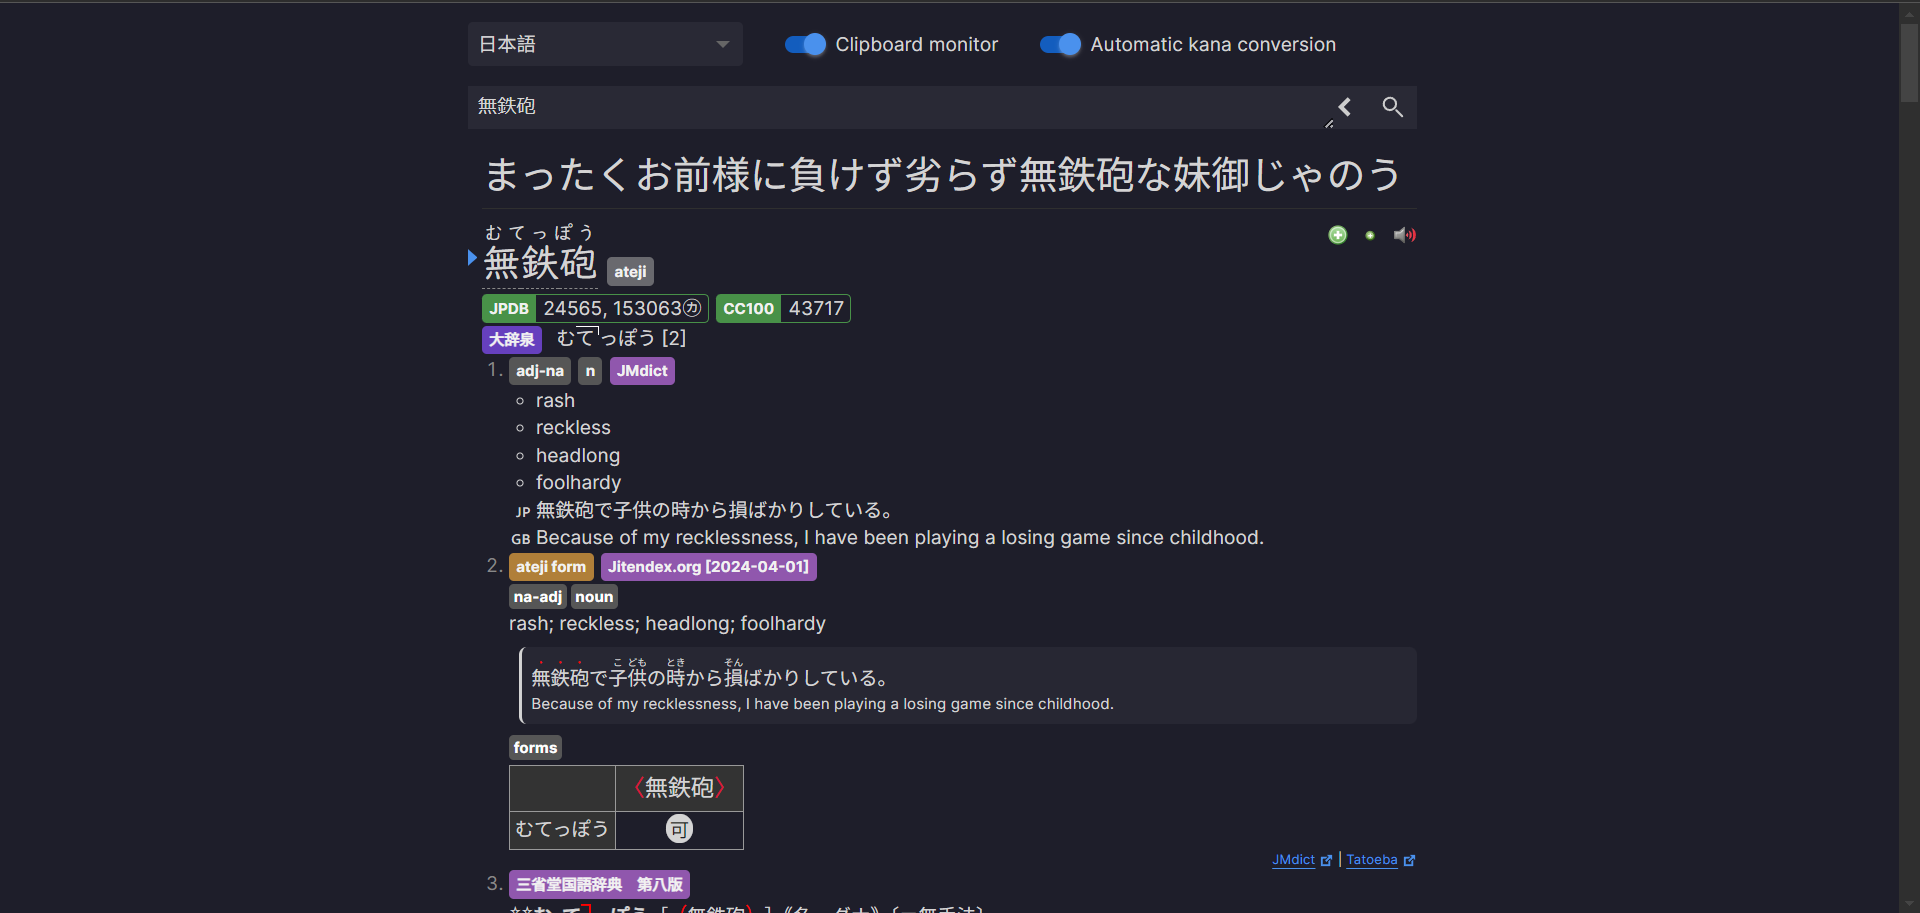 日本語 Clipboard monitor Automatic kana conversion
無鉄砲
まったくお前様に負けず劣らず無鉄砲な妹御じゃのう
むてっぽう
無鉄砲 ateji
JPDB 24565, 153063㋕ CC100 43717
大辞泉 むてっぽう [2]
1. adj-na n JMdict
rash
reckless
headlong
foolhardy
JP 無鉄砲で子供の時から損ばかりしている。
GB Because of my recklessness, I have been playing a losing game since childhood.
2. ateji form Jitendex.org [2024-04-01]
na-adj noun
rash; reckless; headlong; foolhardy
こ ども とき そん
無鉄砲で子供の時から損ばかりしている。
Because of my recklessness, I have been playing a losing game since childhood.
forms
〈無鉄砲〉
むてっぽう 可
JMdict | Tatoeba
3. 三省堂国語辞典 第八版